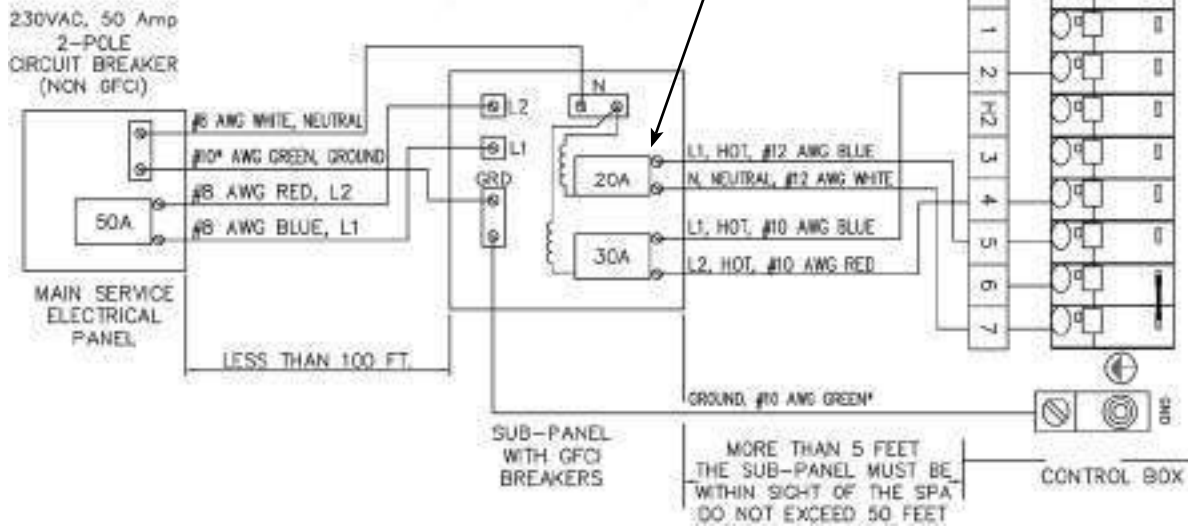 230VAC, 50 Amp
2-POLE
CIRCUIT BREAKER
(NON GFCI)
#8 AWG WHITE, NEUTRAL
#10* AWG GREEN, GROUND
#8 AWG RED, L2
#8 AWG BLUE, L1
50A
MAIN SERVICE
ELECTRICAL
PANEL
LESS THAN 100 FT.
N
L2
L1
GRD
20A
30A
SUB-PANEL
WITH GFCI
BREAKERS
L1, HOT, #12 AWG BLUE
N, NEUTRAL, #12 AWG WHITE
L1, HOT, #10 AWG BLUE
L2, HOT, #10 AWG RED
GROUND, #10 AWG GREEN*
MORE THAN 5 FEET
THE SUB-PANEL MUST BE
WITHIN SIGHT OF THE SPA
DO NOT EXCEED 50 FEET
1
2
H2
3
4
5
6
7
GND
CONTROL BOX